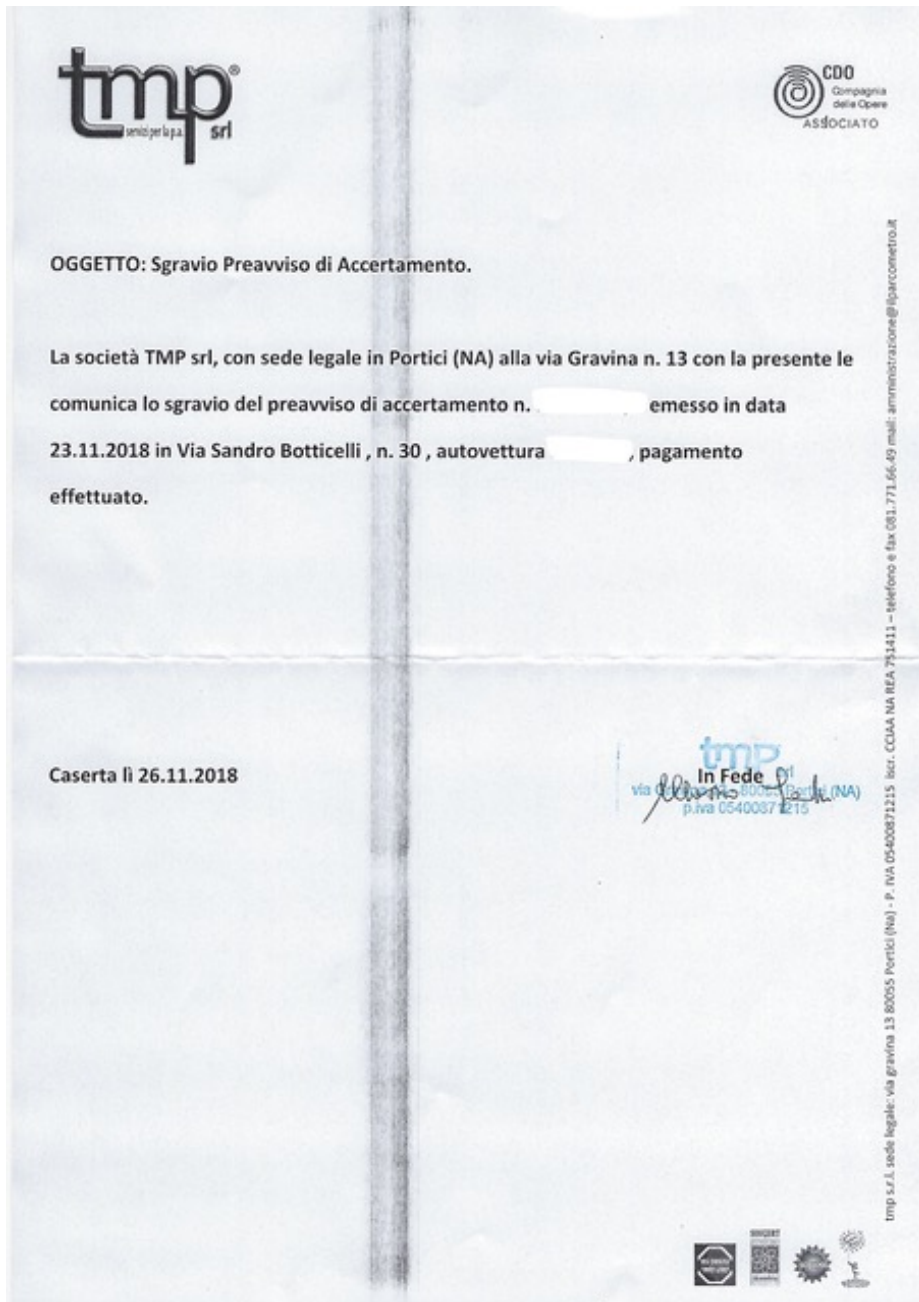 tmp®
servizi per la p.a. srl
CDO
Compagnia
delle Opere
ASSOCIATO
OGGETTO: Sgravio Preavviso di Accertamento.
La società TMP srl, con sede legale in Portici (NA) alla via Gravina n. 13 con la presente le
comunica lo sgravio del preavviso di accertamento n. emesso in data
23.11.2018 in Via Sandro Botticelli , n. 30 , autovettura , pagamento
effettuato.
Caserta lì 26.11.2018
tmp srl
In Fede
via 80055 Portici (NA)
p.iva 05400871215
tmp s.r.l. sede legale: via gravina 13 80055 Portici (Na) - P. IVA 05400871215 iscr. CCIAA NA REA 751411 – telefono e fax 081.771.66.49 mail: amministrazione@ilparcometro.it